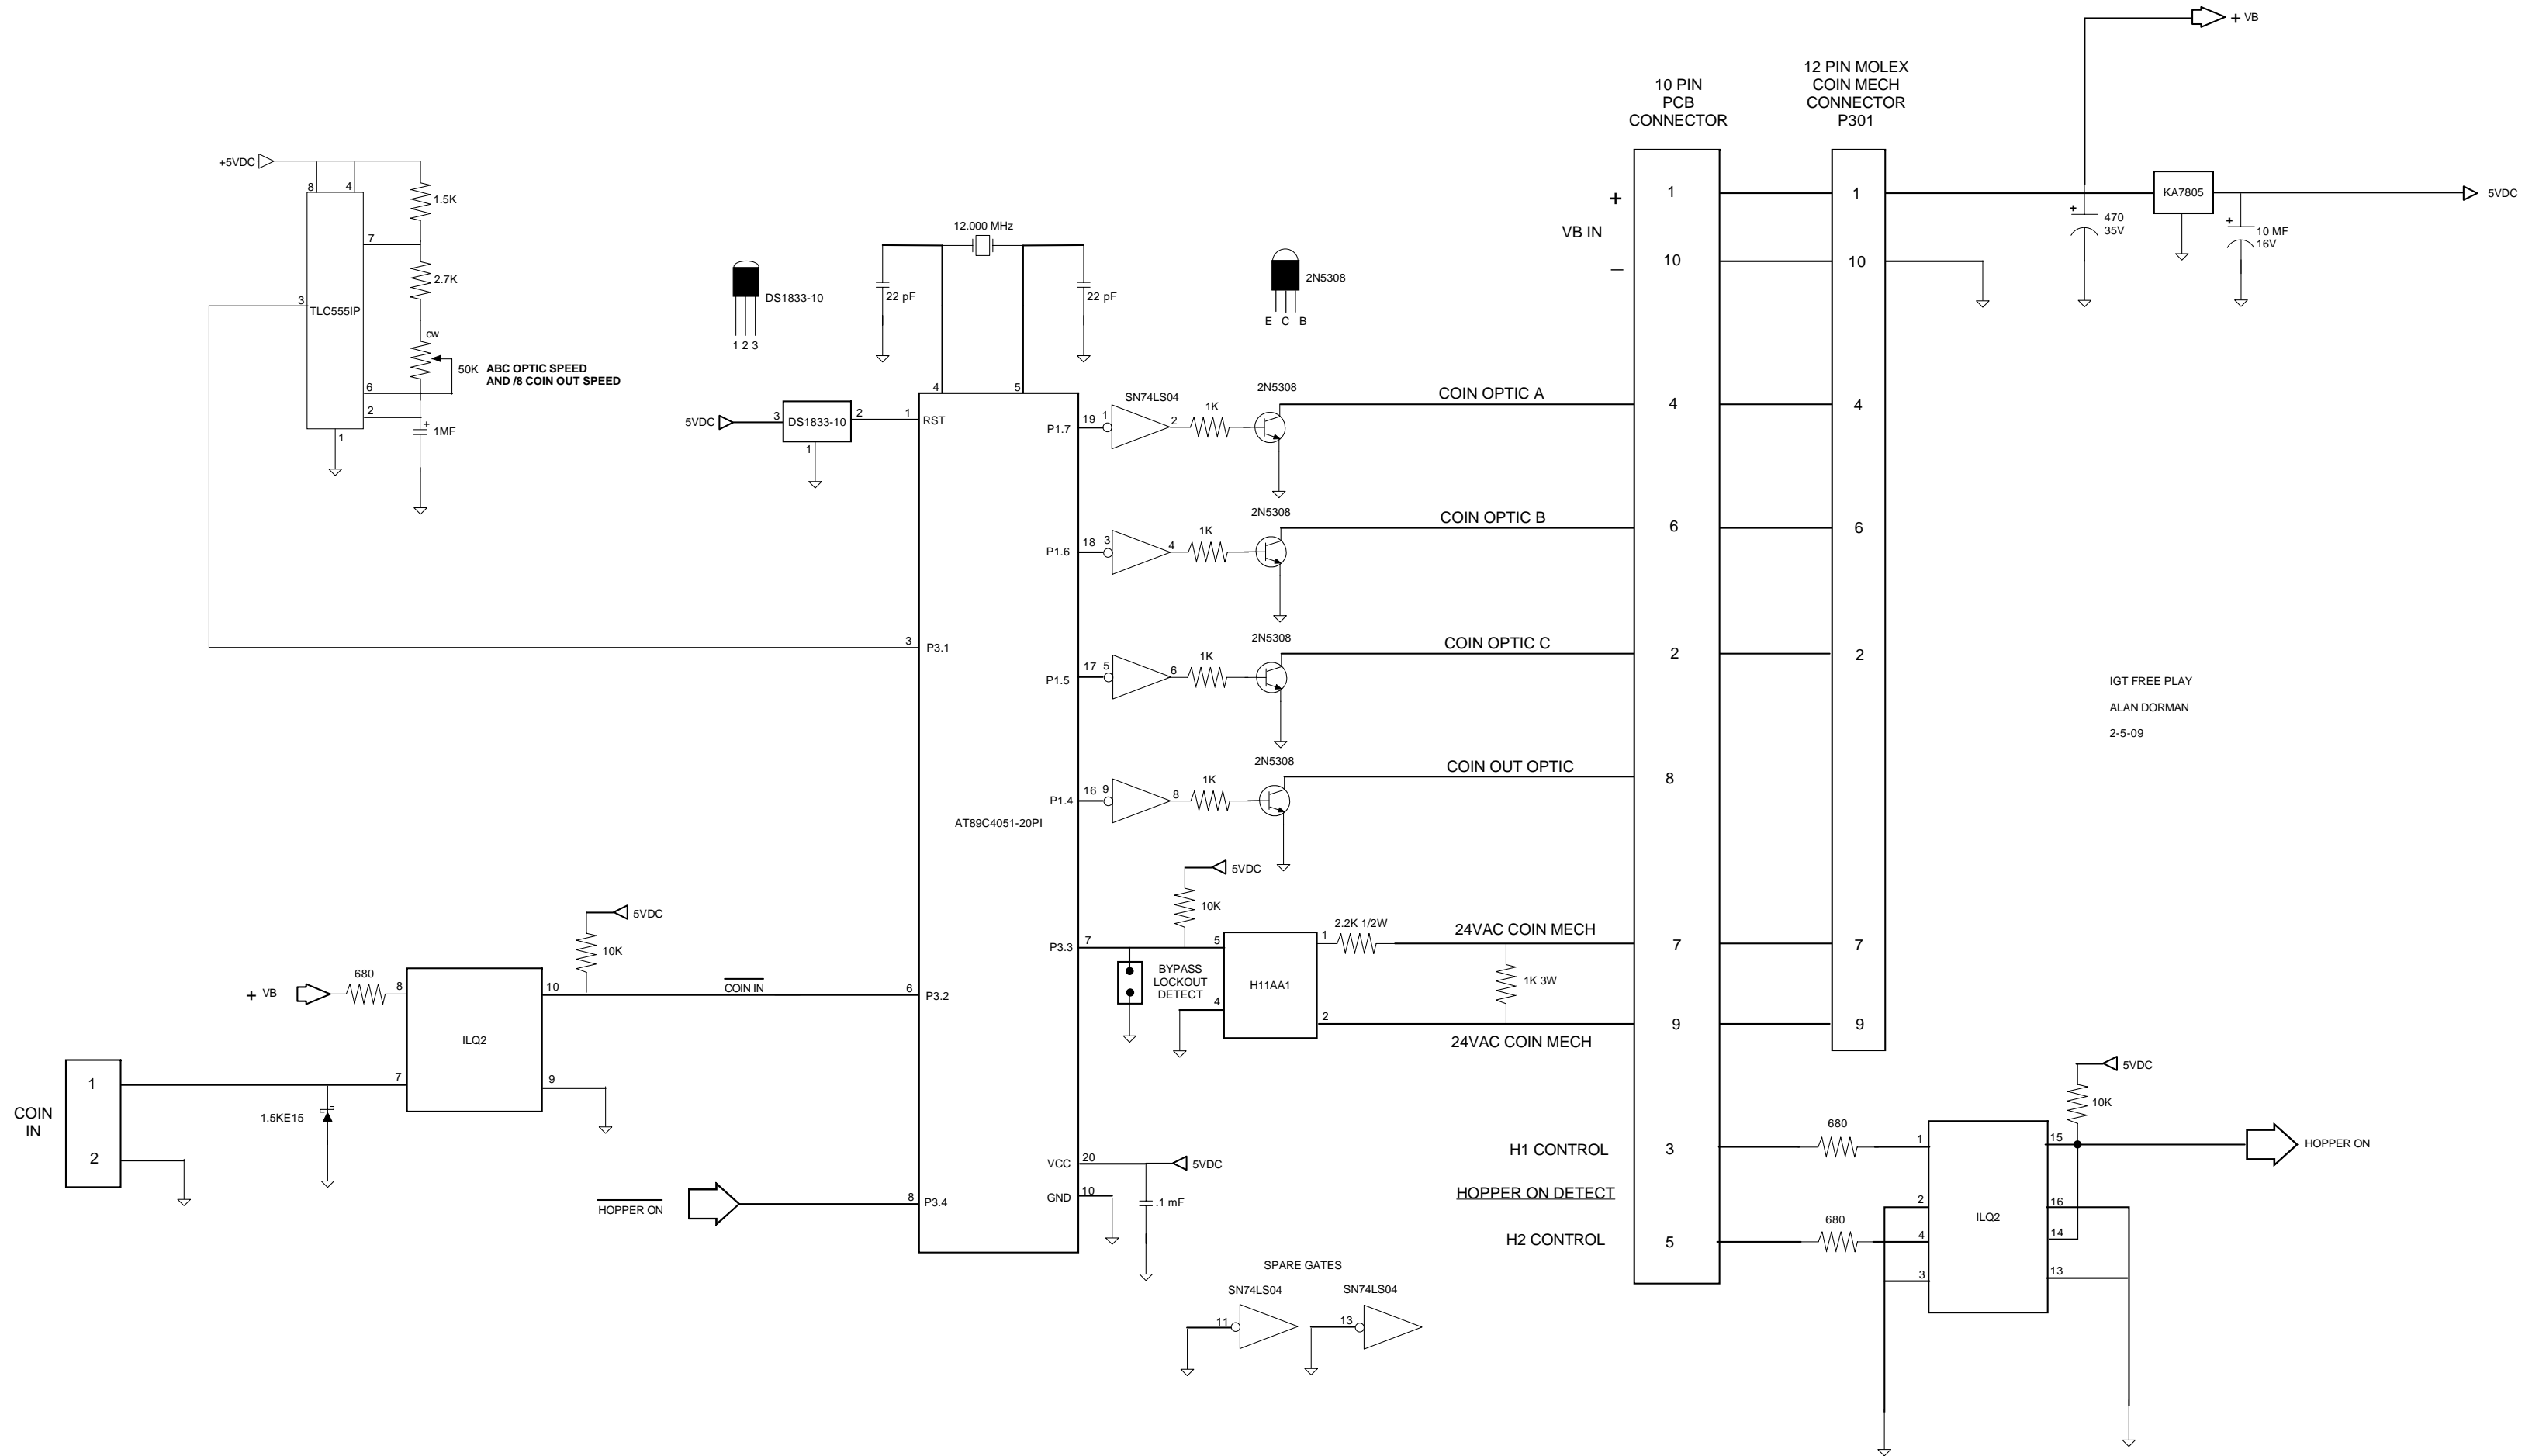 + VB
12 PIN MOLEX
COIN MECH
CONNECTOR
P301
10 PIN
PCB
CONNECTOR
+5VDC
8
4
1.5K
7
2.7K
3
TLC555IP
cw
50K
ABC OPTIC SPEED
AND /8 COIN OUT SPEED
6
2
+
1MF
1
DS1833-10
1 2 3
12.000 MHz
22 pF
22 pF
2N5308
E C B
+
VB IN
–
1
10
1
10
+
470
35V
KA7805
+
10 MF
16V
5VDC
5VDC
3
DS1833-10
2
1
4
5
1
RST
P1.7
19
1
SN74LS04
2
1K
2N5308
COIN OPTIC A
4
4
P1.6
18
3
4
1K
2N5308
COIN OPTIC B
6
6
3
P3.1
P1.5
17
5
6
1K
2N5308
COIN OPTIC C
2
2
IGT FREE PLAY
ALAN DORMAN
2-5-09
P1.4
16
9
8
1K
2N5308
COIN OUT OPTIC
8
AT89C4051-20PI
5VDC
10K
P3.3
7
5
BYPASS
LOCKOUT
DETECT
4
H11AA1
1
2
2.2K 1/2W
24VAC COIN MECH
1K 3W
24VAC COIN MECH
7
7
9
9
5VDC
10K
+ VB
680
8
10
COIN IN
6
P3.2
ILQ2
7
9
COIN
IN
1
2
1.5KE15
HOPPER ON
8
P3.4
VCC
20
5VDC
GND
10
.1 mF
H1 CONTROL
3
HOPPER ON DETECT
H2 CONTROL
5
680
680
1
2
4
3
ILQ2
15
16
14
13
5VDC
10K
HOPPER ON
SPARE GATES
SN74LS04
SN74LS04
11
13